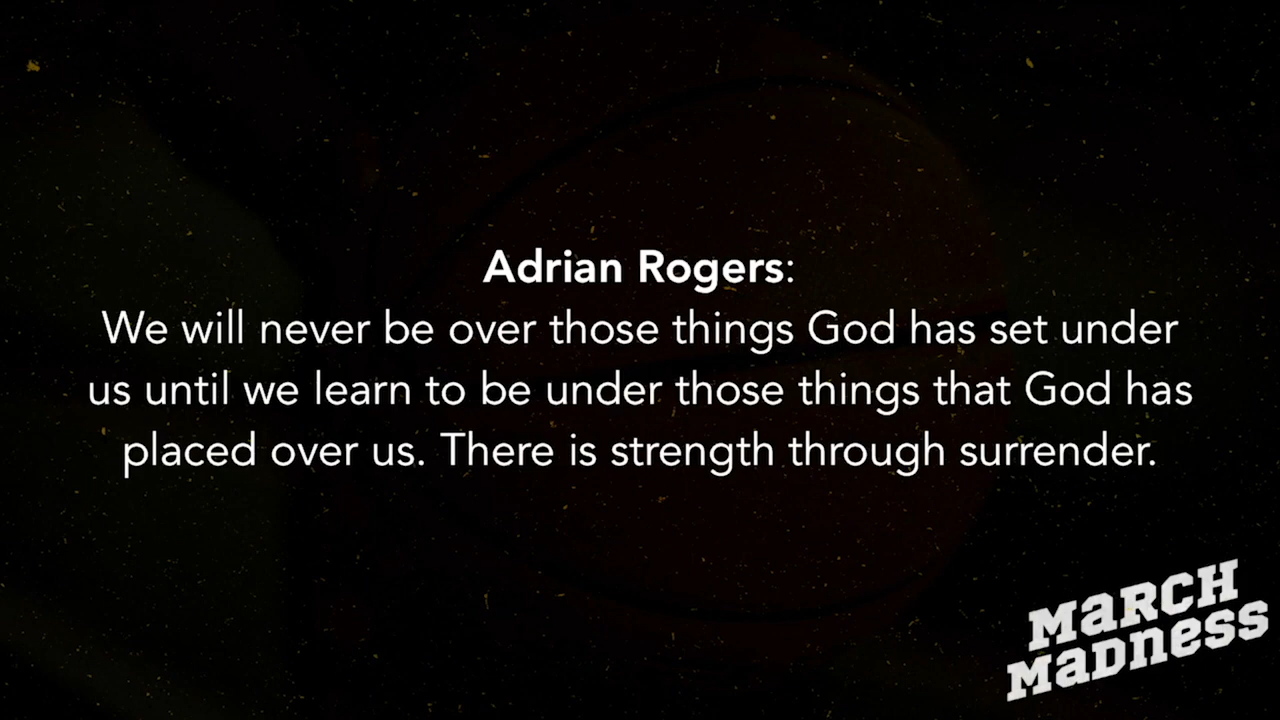 Adrian Rogers:
We will never be over those things God has set under
us until we learn to be under those things that God has
placed over us. There is strength through surrender.
MaRCH
MaDness